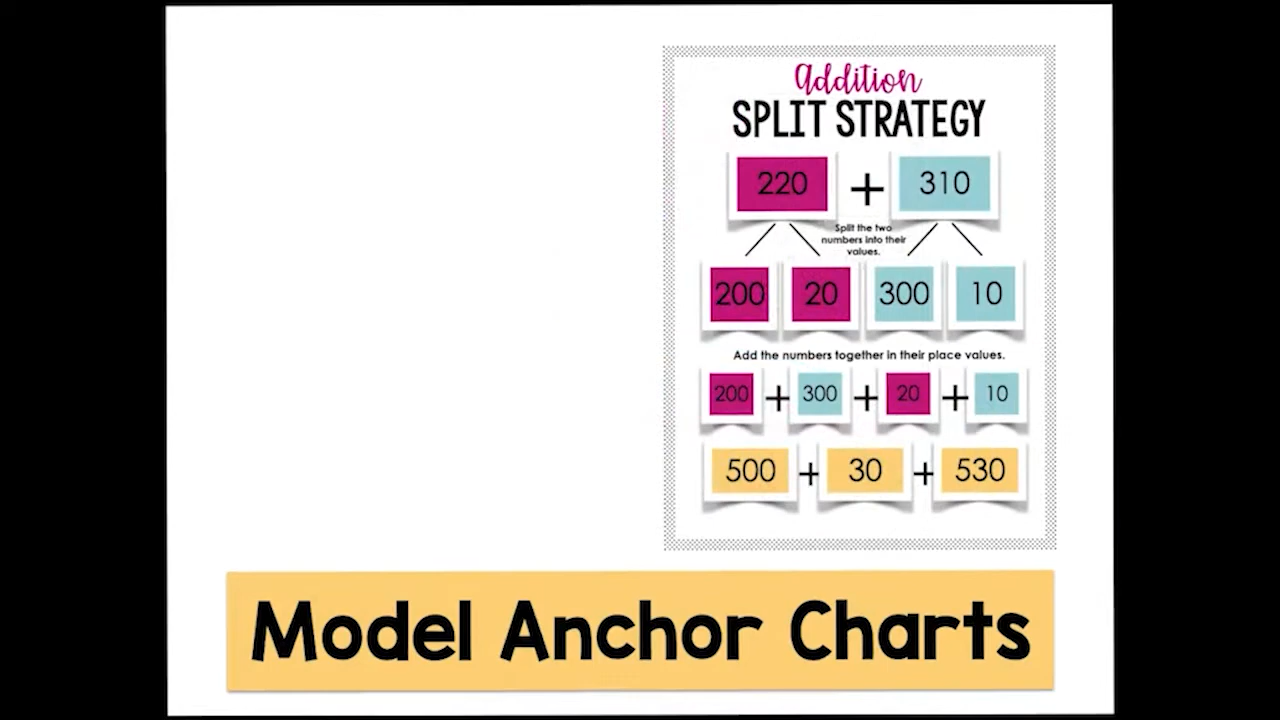 Addition
SPLIT STRATEGY
220 + 310
Split the two
numbers into their
values.
200 20 300 10
Add the numbers together in their place values.
200 + 300 + 20 + 10
500 + 30 + 530
Model Anchor Charts